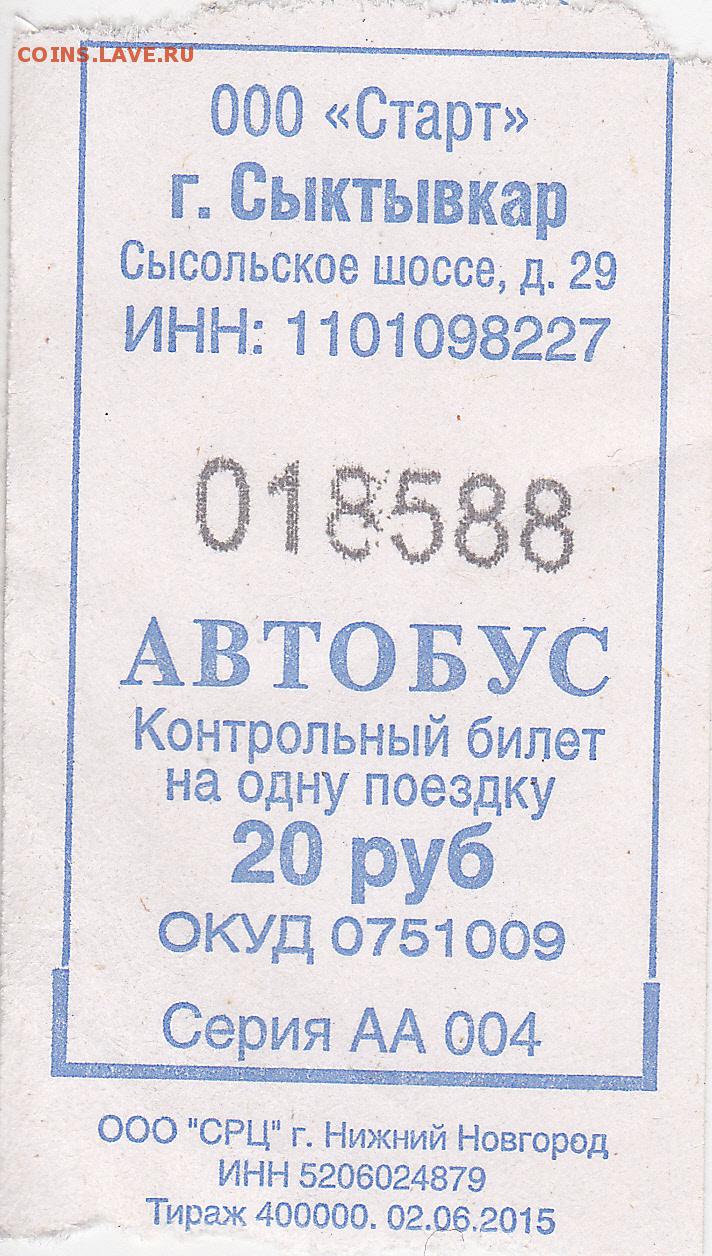 COINS.LAVE.RU
ООО «Старт»
г. Сыктывкар
Сысольское шоссе, д. 29
ИНН: 1101098227
018588
АВТОБУС
Контрольный билет
на одну поездку
20 руб
ОКУД 0751009
Серия АА 004
ООО "СРЦ" г. Нижний Новгород
ИНН 5206024879
Тираж 400000. 02.06.2015